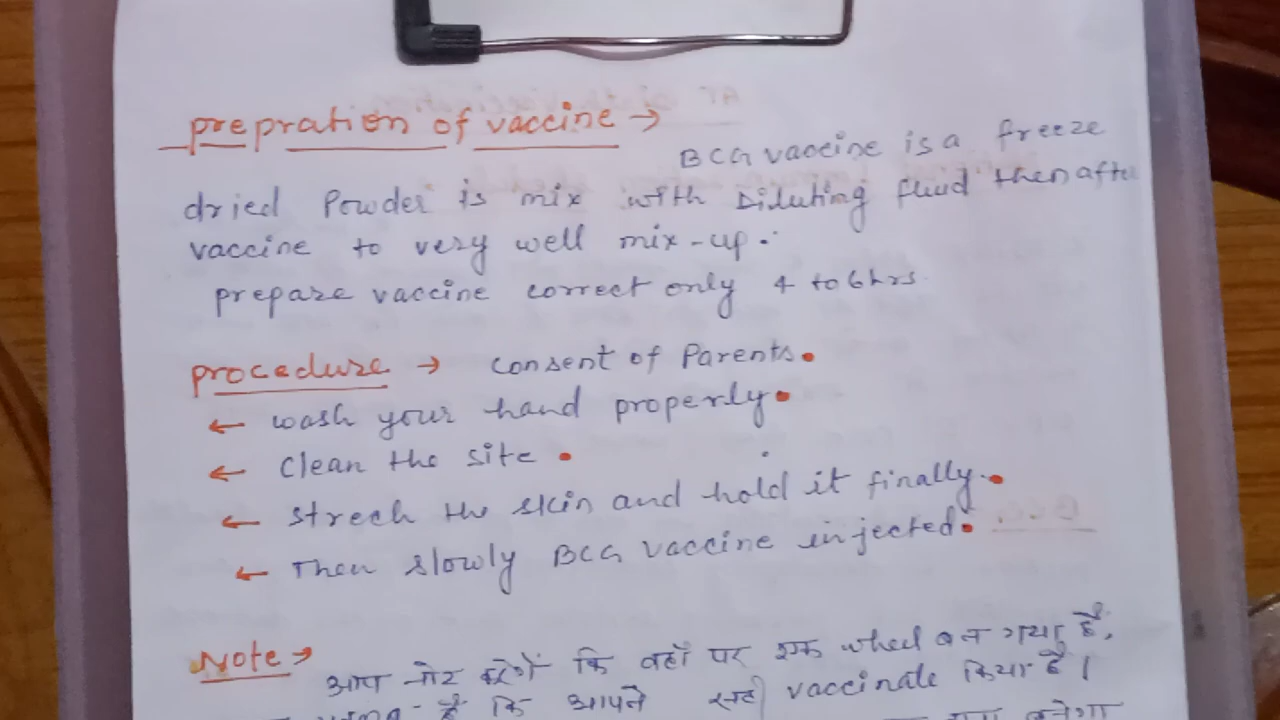 prepration of vaccine →
BCG vaccine is a freeze
dried Powder is mix with Diluting fluid then after
vaccine to very well mix-up.
prepare vaccine correct only 4 to 6 hrs.
procedure → consent of Parents.
← wash your hand properly.
← clean the site.
← strech the skin and hold it finally.
← Then slowly BCG vaccine injected.
Note → आप नोट करेगें कि वहाँ पर एक wheel बन गया है,
है कि आपने सही vaccinate किया है।